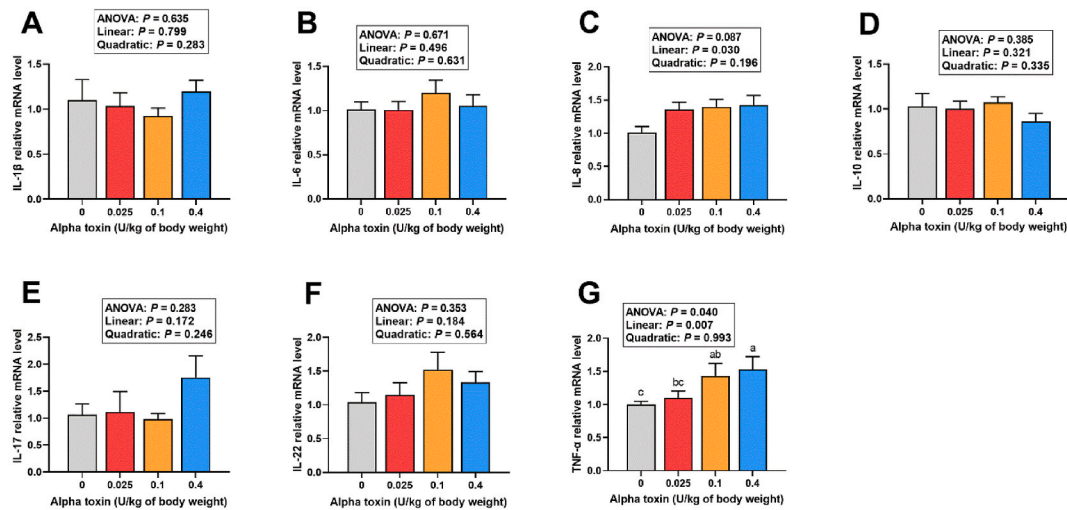 A
ANOVA: P = 0.635
Linear: P = 0.799
Quadratic: P = 0.283
IL-1β relative mRNA level
1.5
1.0
0.5
0.0
0 0.025 0.1 0.4
Alpha toxin (U/kg of body weight)
B
ANOVA: P = 0.671
Linear: P = 0.496
Quadratic: P = 0.631
IL-6 relative mRNA level
1.5
1.0
0.5
0.0
0 0.025 0.1 0.4
Alpha toxin (U/kg of body weight)
C
ANOVA: P = 0.087
Linear: P = 0.030
Quadratic: P = 0.196
IL-8 relative mRNA level
2.0
1.5
1.0
0.5
0.0
0 0.025 0.1 0.4
Alpha toxin (U/kg of body weight)
D
ANOVA: P = 0.385
Linear: P = 0.321
Quadratic: P = 0.335
IL-10 relative mRNA level
1.5
1.0
0.5
0.0
0 0.025 0.1 0.4
Alpha toxin (U/kg of body weight)
E
ANOVA: P = 0.283
Linear: P = 0.172
Quadratic: P = 0.246
IL-17 relative mRNA level
2.5
2.0
1.5
1.0
0.5
0.0
0 0.025 0.1 0.4
Alpha toxin (U/kg of body weight)
F
ANOVA: P = 0.353
Linear: P = 0.184
Quadratic: P = 0.564
IL-22 relative mRNA level
2.0
1.5
1.0
0.5
0.0
0 0.025 0.1 0.4
Alpha toxin (U/kg of body weight)
G
ANOVA: P = 0.040
Linear: P = 0.007
Quadratic: P = 0.993
TNF-α relative mRNA level
2.0
1.5
1.0
0.5
0.0
c bc ab a
0 0.025 0.1 0.4
Alpha toxin (U/kg of body weight)